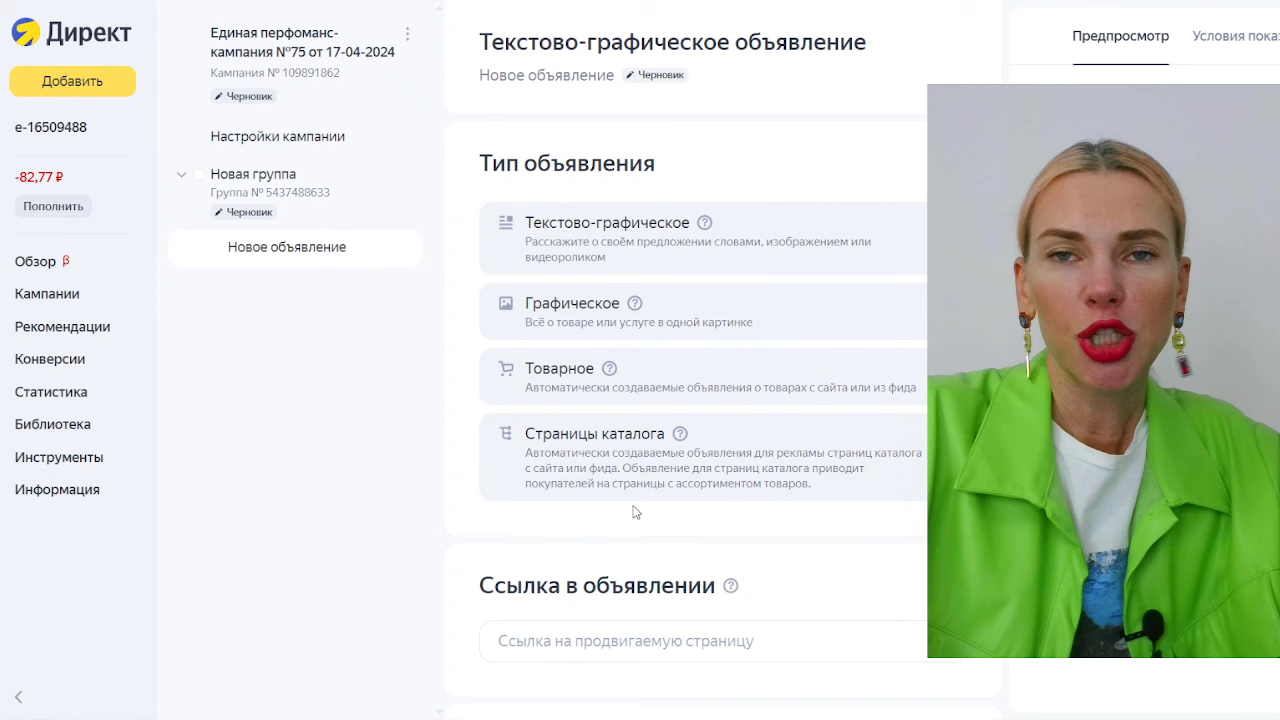 Директ
Добавить
e-16509488
-82,77 ₽
Пополнить
Обзор β
Кампании
Рекомендации
Конверсии
Статистика
Библиотека
Инструменты
Информация
Единая перфоманс-
кампания №75 от 17-04-2024
Кампания № 109891862
Черновик
Настройки кампании
Новая группа
Группа № 5437488633
Черновик
Новое объявление
Текстово-графическое объявление
Новое объявление Черновик
Тип объявления
Текстово-графическое
Расскажите о своём предложении словами, изображением или
видеороликом
Графическое
Всё о товаре или услуге в одной картинке
Товарное
Автоматически создаваемые объявления о товарах с сайта или из фида
Страницы каталога
Автоматически создаваемые объявления для рекламы страниц каталога
с сайта или фида. Объявление для страниц каталога приводит
покупателей на страницы с ассортиментом товаров.
Ссылка в объявлении
Ссылка на продвигаемую страницу
Предпросмотр
Условия пока